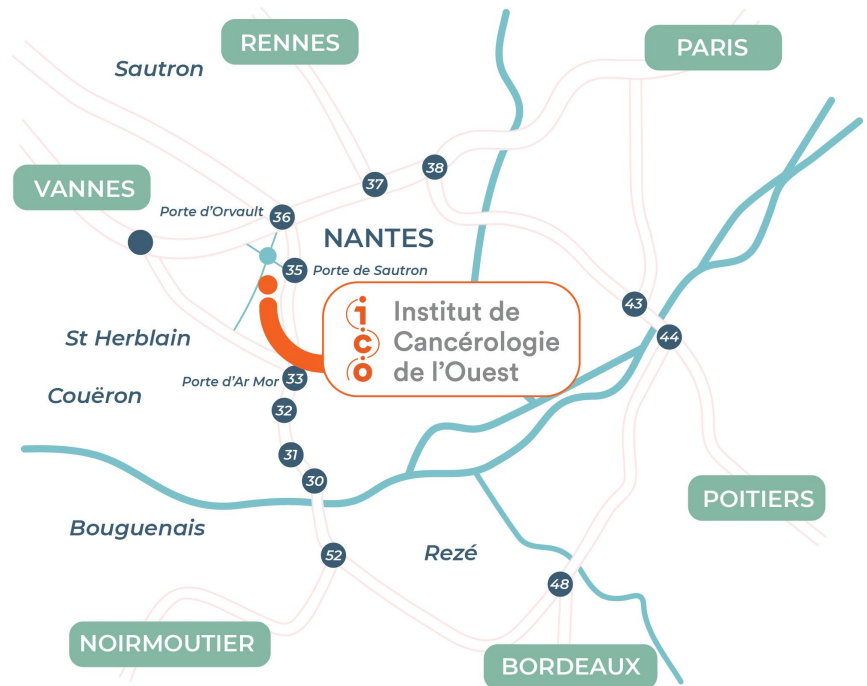 RENNES
PARIS
Sautron
38
37
VANNES
Porte d'Orvault
36
NANTES
35
Porte de Sautron
43
ico
Institut de
Cancérologie
de l'Ouest
St Herblain
44
Porte d'Ar Mor
33
Couëron
32
31
30
POITIERS
Bouguenais
52
Rezé
48
NOIRMOUTIER
BORDEAUX